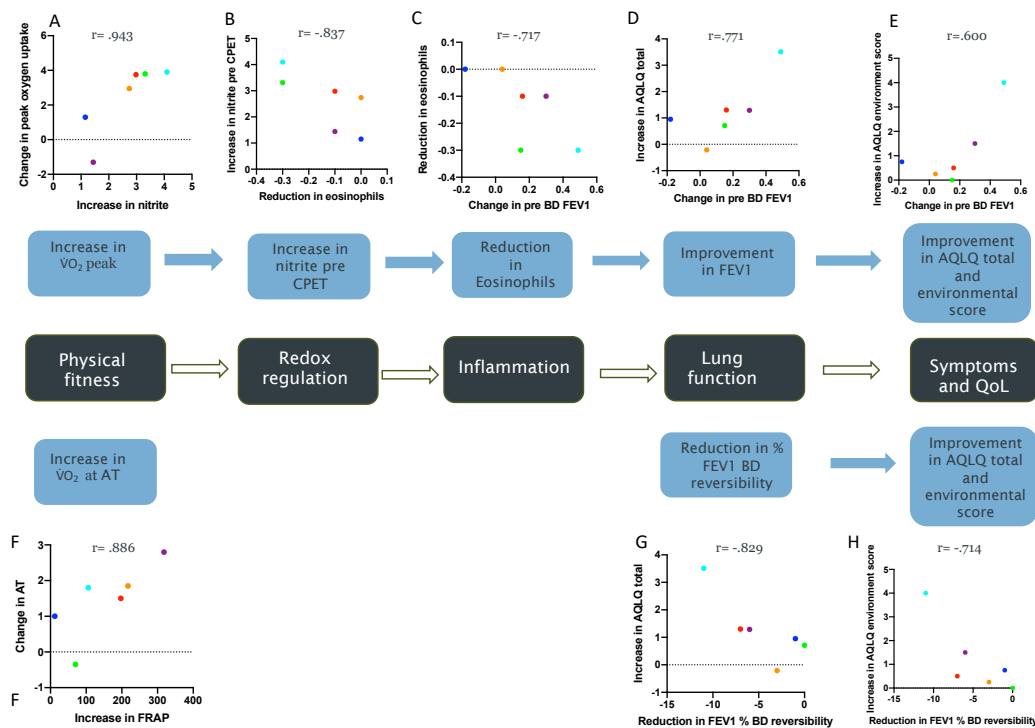 A
r= .943
Change in peak oxygen uptake
6
4
2
0
-2
0
1
2
3
4
5
Increase in nitrite
B
r= -.837
Increase in nitrite pre CPET
5
4
3
2
1
0
-0.4
-0.3
-0.2
-0.1
0.0
Reduction in eosinophils
C
r= -.717
Reduction in eosinophils
0.1
0.0
-0.1
-0.2
-0.3
-0.4
-0.2
0.0
0.2
0.4
0.6
Change in pre BD FEV1
D
r=.771
Increase in AQLQ total
4
3
2
1
0
-1
-0.2
0.0
0.2
0.4
0.6
Change in pre BD FEV1
E
r=.600
Increase in AQLQ environment score
5
4
3
2
1
0
-0.2
0.0
0.2
0.4
0.6
Change in pre BD FEV1
Increase in
V̇O₂ peak
Increase in
nitrite pre
CPET
Reduction
in
Eosinophils
Improvement
in FEV1
Improvement
in AQLQ total
and
environmental
score
Physical
fitness
Redox
regulation
Inflammation
Lung
function
Symptoms
and QoL
Increase in
V̇O₂ at AT
Reduction in %
FEV1 BD
reversibility
Improvement
in AQLQ total
and
environmental
score
F
r= .886
Change in AT
3
2
1
0
-1
0
100
200
300
400
Increase in FRAP
F
G
r= -.829
Increase in AQLQ total
4
3
2
1
0
-1
-15
-10
-5
0
Reduction in FEV1 % BD reversibility
H
r= -.714
Increase in AQLQ environment score
5
4
3
2
1
0
-15
-10
-5
0
Reduction in FEV1 % BD reversibility